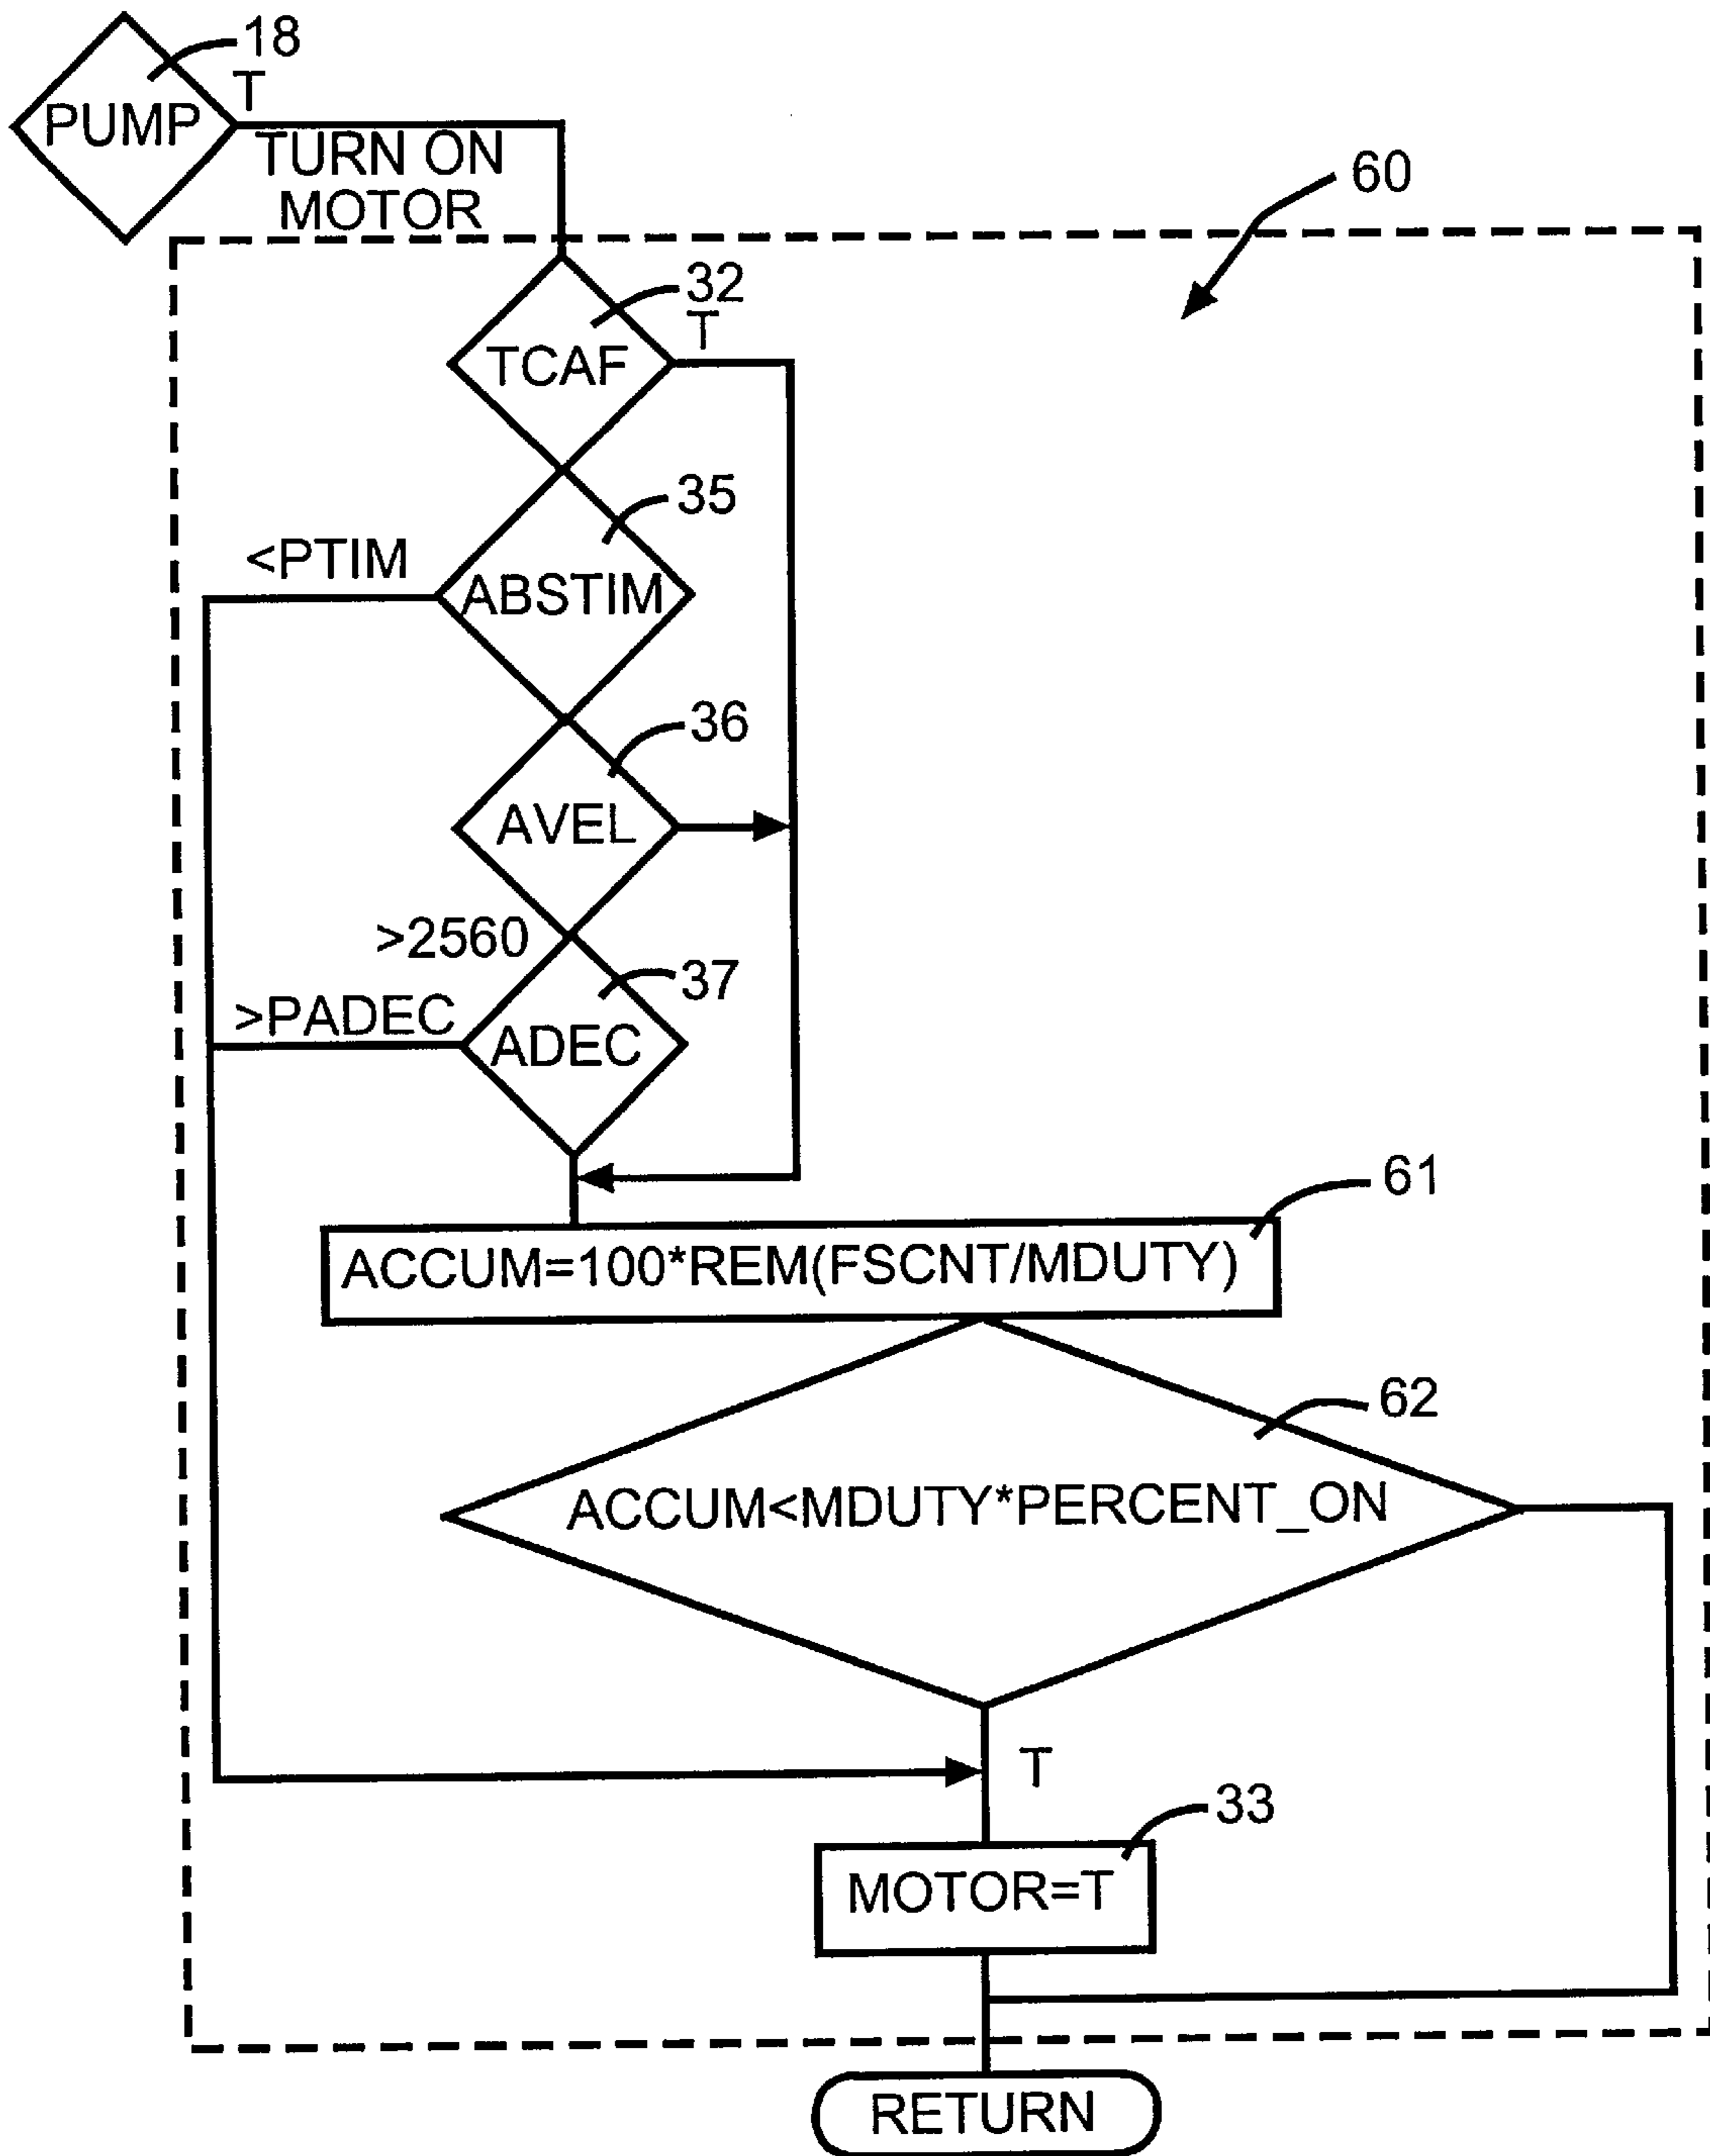 18
T
PUMP
TURN ON
MOTOR
60
32
T
TCAF
35
<PTIM
ABSTIM
36
AVEL
>2560
37
>PADEC
ADEC
61
ACCUM=100*REM(FSCNT/MDUTY)
62
ACCUM<MDUTY*PERCENT_ON
T
33
MOTOR=T
RETURN